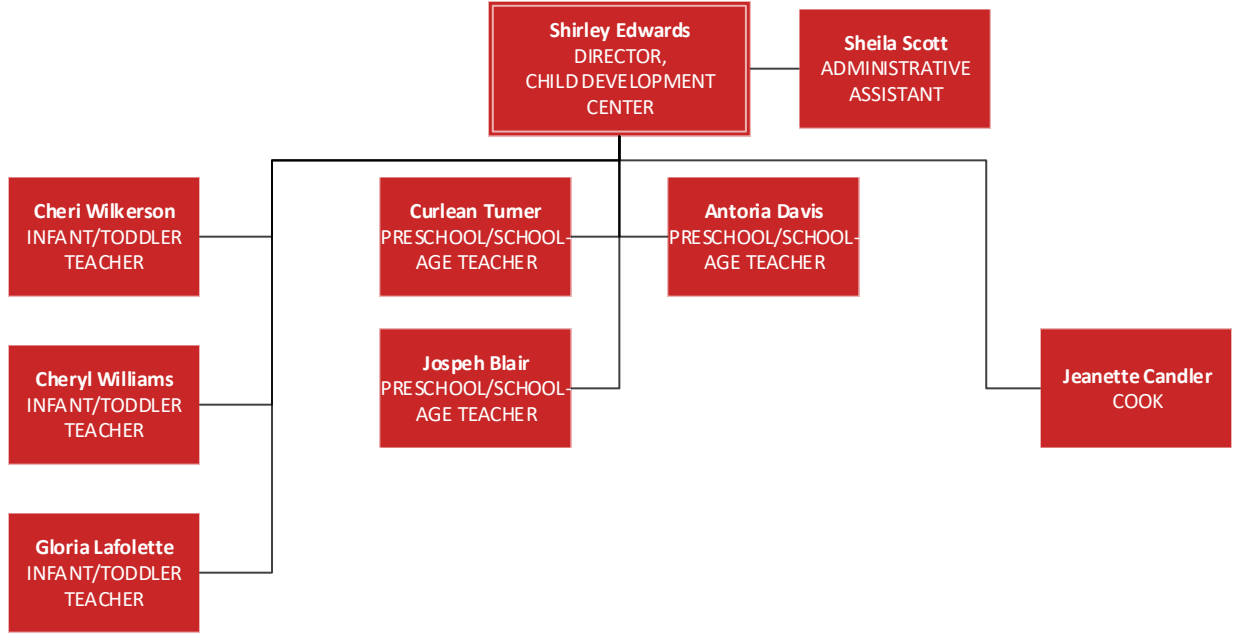 Shirley Edwards
DIRECTOR,
CHILD DEVELOPMENT
CENTER
Sheila Scott
ADMINISTRATIVE
ASSISTANT
Cheri Wilkerson
INFANT/TODDLER
TEACHER
Curlean Turner
PRESCHOOL/SCHOOL-
AGE TEACHER
Antoria Davis
PRESCHOOL/SCHOOL-
AGE TEACHER
Cheryl Williams
INFANT/TODDLER
TEACHER
Jospeh Blair
PRESCHOOL/SCHOOL-
AGE TEACHER
Jeanette Candler
COOK
Gloria Lafolette
INFANT/TODDLER
TEACHER